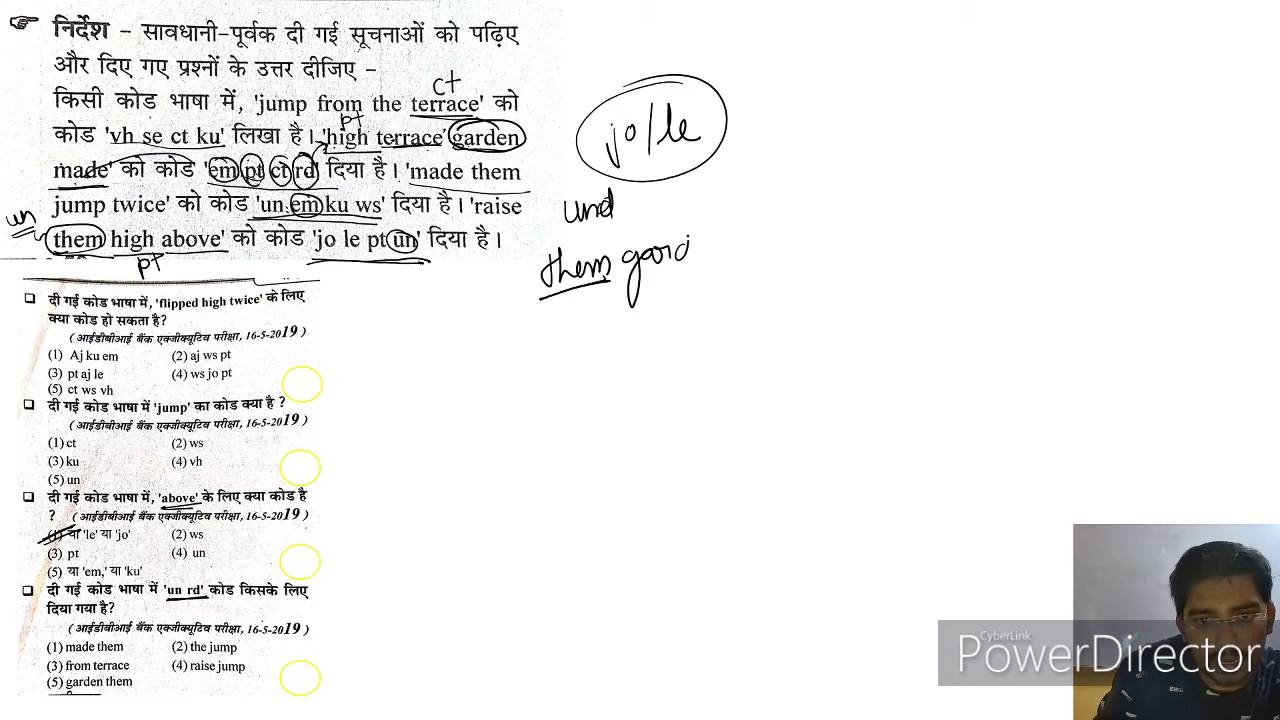 निर्देश - सावधानी-पूर्वक दी गई सूचनाओं को पढ़िए
और दिए गए प्रश्नों के उत्तर दीजिए -
ct
किसी कोड भाषा में, 'jump from the terrace' को
pt
कोड 'vh se ct ku' लिखा है। 'high terrace' garden
made' को कोड 'em pt ct rd' दिया है। 'made them
jump twice' को कोड 'un em ku ws' दिया है। 'raise
un
them high above' को कोड 'jo le pt un' दिया है।
pt
jo/le
und
them gard
दी गई कोड भाषा में, 'flipped high twice' के लिए
क्या कोड हो सकता है?
(आईडीबीआई बैंक एक्जीक्यूटिव परीक्षा, 16-5-2019)
(1) Aj ku em (2) aj ws pt
(3) pt aj le (4) ws jo pt
(5) ct ws vh
दी गई कोड भाषा में 'jump' का कोड क्या है ?
(आईडीबीआई बैंक एक्जीक्यूटिव परीक्षा, 16-5-2019)
(1) ct (2) ws
(3) ku (4) vh
(5) un
दी गई कोड भाषा में, 'above' के लिए क्या कोड है
? (आईडीबीआई बैंक एक्जीक्यूटिव परीक्षा, 16-5-2019)
(1) या 'le' या 'jo' (2) ws
(3) pt (4) un
(5) या 'em,' या 'ku'
दी गई कोड भाषा में 'un rd' कोड किसके लिए
दिया गया है?
(आईडीबीआई बैंक एक्जीक्यूटिव परीक्षा, 16-5-2019)
(1) made them (2) the jump
(3) from terrace (4) raise jump
(5) garden them
CyberLink
PowerDirector